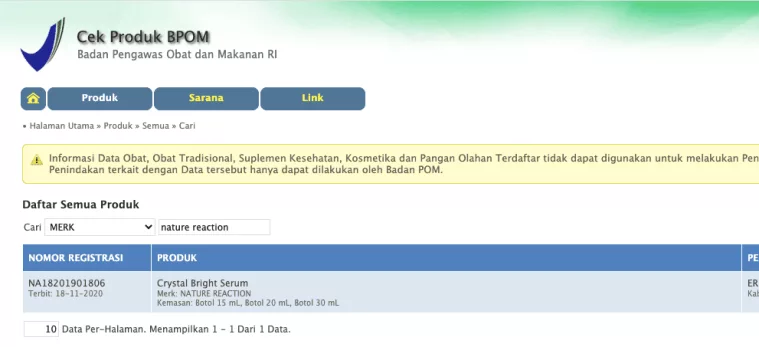 Cek Produk BPOM
Badan Pengawas Obat dan Makanan RI
Produk Sarana Link
• Halaman Utama » Produk » Semua » Cari
Informasi Data Obat, Obat Tradisional, Suplemen Kesehatan, Kosmetika dan Pangan Olahan Terdaftar tidak dapat digunakan untuk melakukan Pen
Penindakan terkait dengan Data tersebut hanya dapat dilakukan oleh Badan POM.
Daftar Semua Produk
Cari MERK nature reaction
NOMOR REGISTRASI PRODUK PE
NA18201901806 Crystal Bright Serum ER
Terbit: 18-11-2020 Merk: NATURE REACTION Kab
Kemasan: Botol 15 mL, Botol 20 mL, Botol 30 mL
10 Data Per-Halaman. Menampilkan 1 - 1 Dari 1 Data.